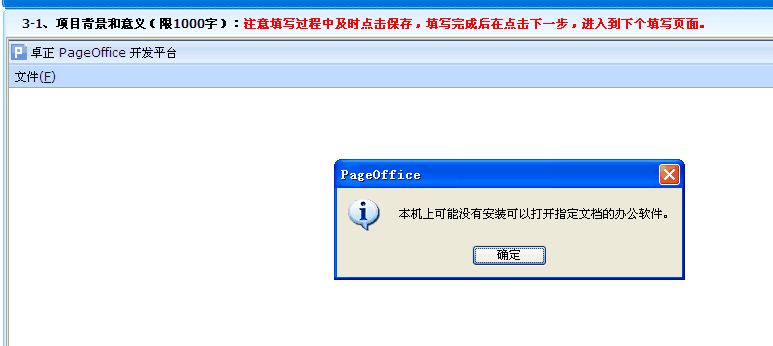 3-1、项目背景和意义（限1000字）：注意填写过程中及时点击保存，填写完成后在点击下一步，进入到下个填写页面。
P 卓正 PageOffice 开发平台
文件(F)
PageOffice
本机上可能没有安装可以打开指定文档的办公软件。
确定